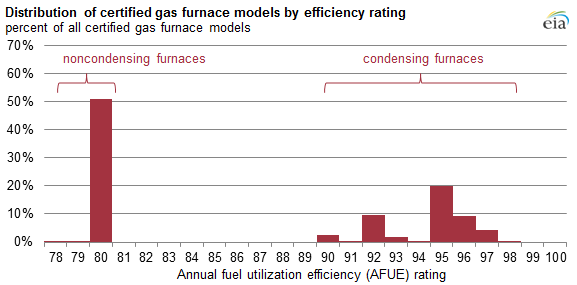 Distribution of certified gas furnace models by efficiency rating
percent of all certified gas furnace models
eia
70%
noncondensing furnaces condensing furnaces
60%
50%
40%
30%
20%
10%
0%
78 79 80 81 82 83 84 85 86 87 88 89 90 91 92 93 94 95 96 97 98 99 100
Annual fuel utilization efficiency (AFUE) rating